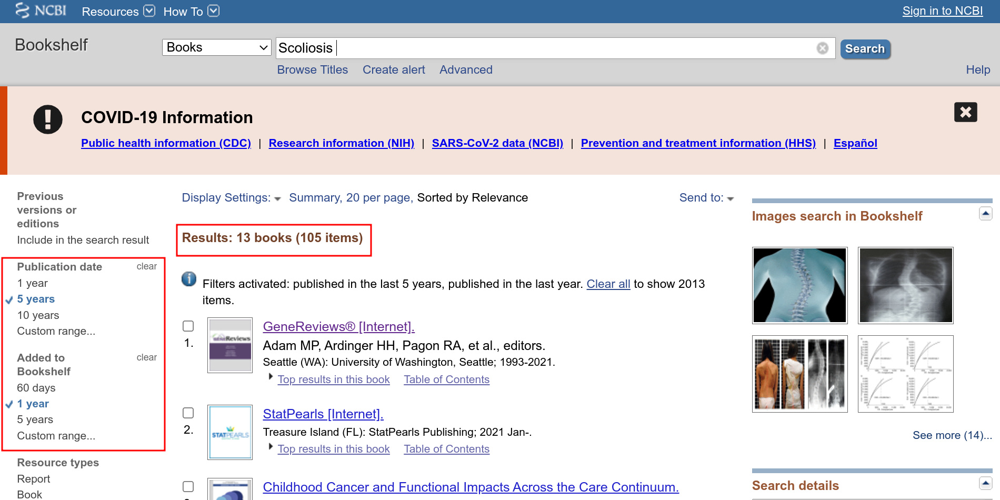 NCBI Resources How To Sign in to NCBI
Bookshelf Books Scoliosis Search
Browse Titles Create alert Advanced Help
COVID-19 Information
Public health information (CDC) | Research information (NIH) | SARS-CoV-2 data (NCBI) | Prevention and treatment information (HHS) | Español
Previous
versions or
editions
Include in the search result
Publication date clear
1 year
5 years
10 years
Custom range...
Added to clear
Bookshelf
60 days
1 year
5 years
Custom range...
Resource types
Report
Book
Display Settings: Summary, 20 per page, Sorted by Relevance Send to:
Results: 13 books (105 items)
Filters activated: published in the last 5 years, published in the last year. Clear all to show 2013
items.
1.
GeneReviews
GeneReviews® [Internet].
Adam MP, Ardinger HH, Pagon RA, et al., editors.
Seattle (WA): University of Washington, Seattle; 1993-2021.
Top results in this book Table of Contents
2.
STATPEARLS
StatPearls [Internet].
Treasure Island (FL): StatPearls Publishing; 2021 Jan-.
Top results in this book Table of Contents
Childhood Cancer and Functional Impacts Across the Care Continuum.
Images search in Bookshelf
See more (14)...
Search details